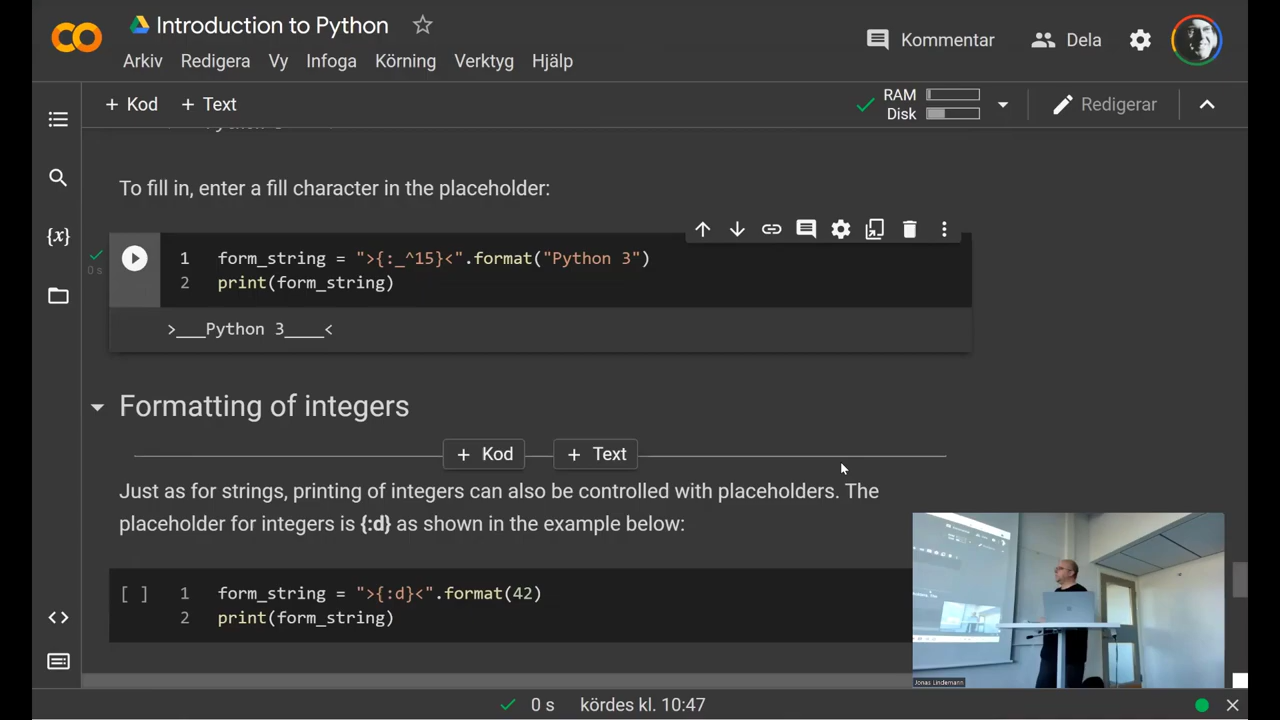 Introduction to Python
Kommentar
Dela
Arkiv Redigera Vy Infoga Körning Verktyg Hjälp
+ Kod + Text
RAM
Disk
Redigerar
To fill in, enter a fill character in the placeholder:
{x}
0 s
1 form_string = ">{:_^15}<".format("Python 3")
2 print(form_string)
>___Python 3____<
Formatting of integers
+ Kod + Text
Just as for strings, printing of integers can also be controlled with placeholders. The
placeholder for integers is {:d} as shown in the example below:
[ ] 1 form_string = ">{:d}<".format(42)
2 print(form_string)
Jonas Lindemann
0 s kördes kl. 10:47